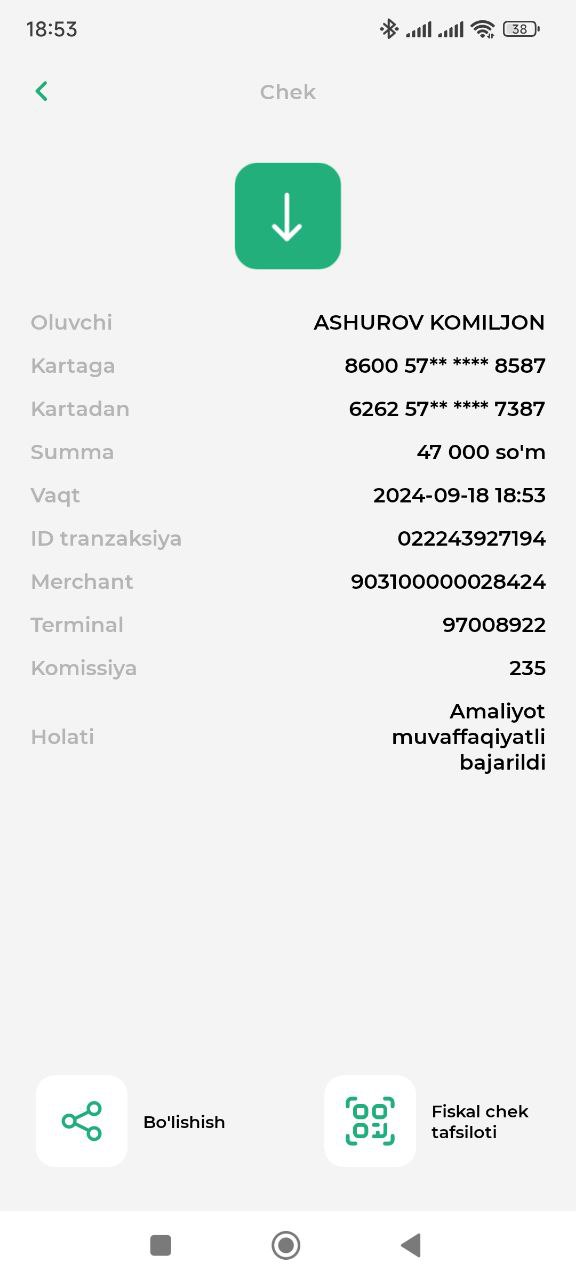 18:53
38
Chek
Oluvchi ASHUROV KOMILJON
Kartaga 8600 57** **** 8587
Kartadan 6262 57** **** 7387
Summa 47 000 so'm
Vaqt 2024-09-18 18:53
ID tranzaksiya 022243927194
Merchant 903100000028424
Terminal 97008922
Komissiya 235
Holati Amaliyot
muvaffaqiyatli
bajarildi
Bo'lishish
Fiskal chek
tafsiloti